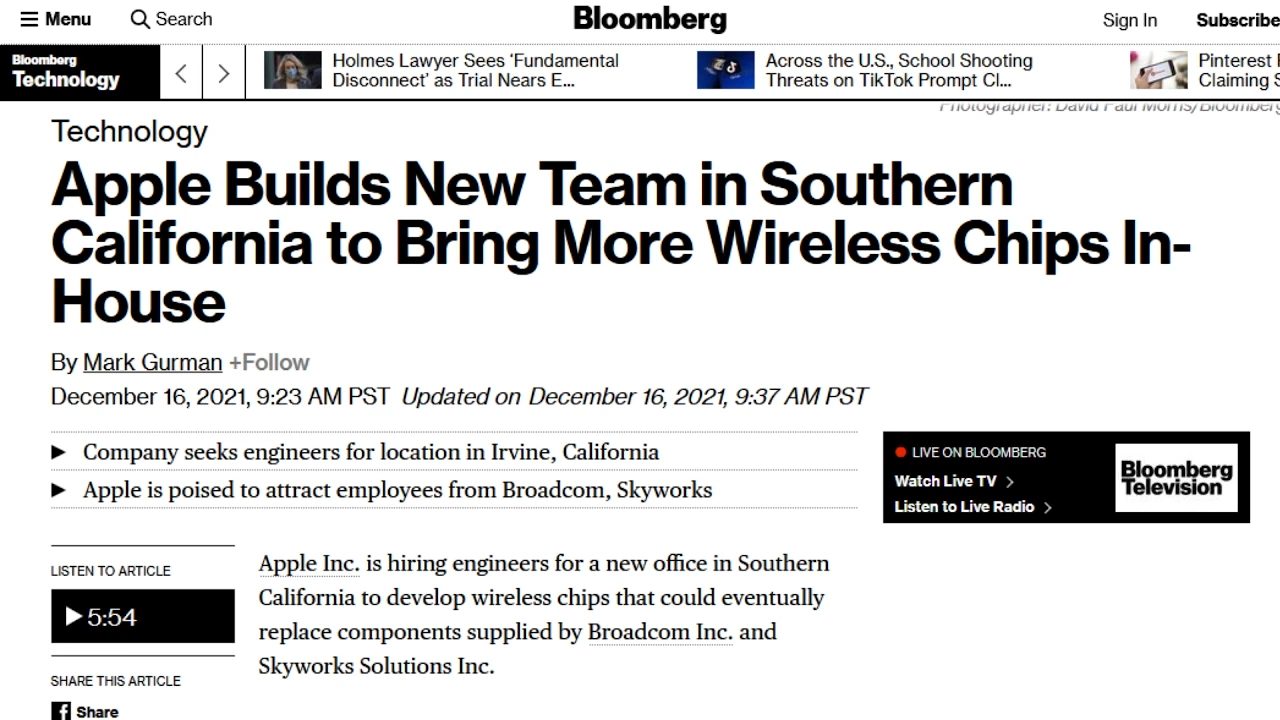 Menu
Search
Bloomberg
Sign In
Subscribe
Bloomberg
Technology
Holmes Lawyer Sees ‘Fundamental
Disconnect’ as Trial Nears E...
Across the U.S., School Shooting
Threats on TikTok Prompt Cl...
Pinterest
Claiming
Photographer: David Paul Morris/Bloomberg
Technology
Apple Builds New Team in Southern
California to Bring More Wireless Chips In-
House
By Mark Gurman +Follow
December 16, 2021, 9:23 AM PST Updated on December 16, 2021, 9:37 AM PST
Company seeks engineers for location in Irvine, California
Apple is poised to attract employees from Broadcom, Skyworks
LIVE ON BLOOMBERG
Watch Live TV
Listen to Live Radio
Bloomberg
Television
LISTEN TO ARTICLE
5:54
SHARE THIS ARTICLE
Share
Apple Inc. is hiring engineers for a new office in Southern
California to develop wireless chips that could eventually
replace components supplied by Broadcom Inc. and
Skyworks Solutions Inc.